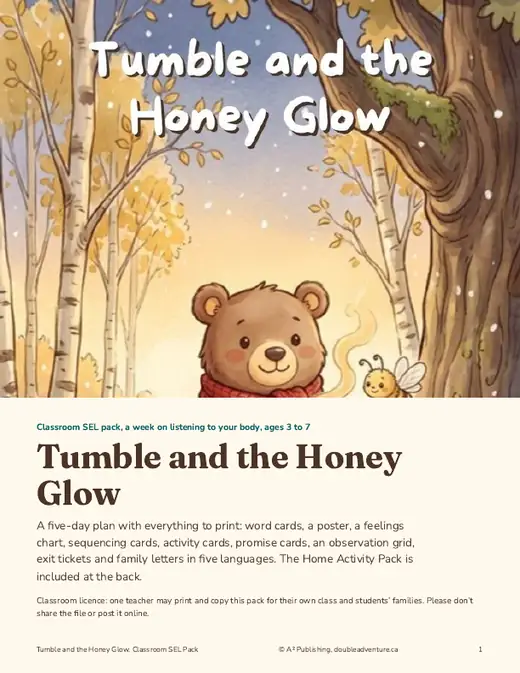 Tumble and the
Honey Glow
Classroom SEL pack, a week on listening to your body, ages 3 to 7
Tumble and the Honey
Glow
A five-day plan with everything to print: word cards, a poster, a feelings
chart, sequencing cards, activity cards, promise cards, an observation grid,
exit tickets and family letters in five languages. The Home Activity Pack is
included at the back.
Classroom licence: one teacher may print and copy this pack for their own class and students' families. Please don't
share the file or post it online.
Tumble and the Honey Glow. Classroom SEL Pack © A² Publishing, doubleadventure.ca 1